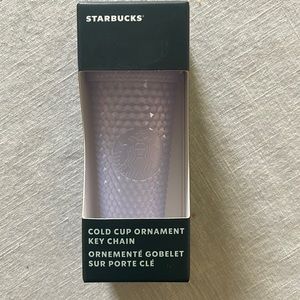 STARBUCKS
COLD CUP ORNAMENT
KEY CHAIN
ORNEMENTÉ GOBELET
SUR PORTE CLÉ